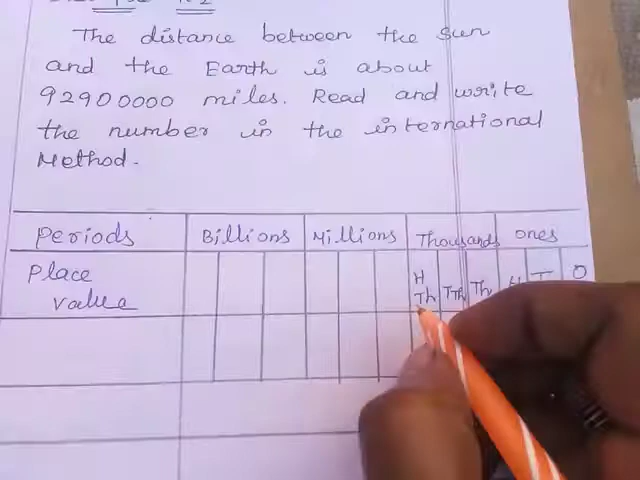 The distance between the sun
and the Earth is about
92900000 miles. Read and write
the number in the international
Method.
Periods Billions Millions Thousands ones
Place H Th TTh Th H T O
value